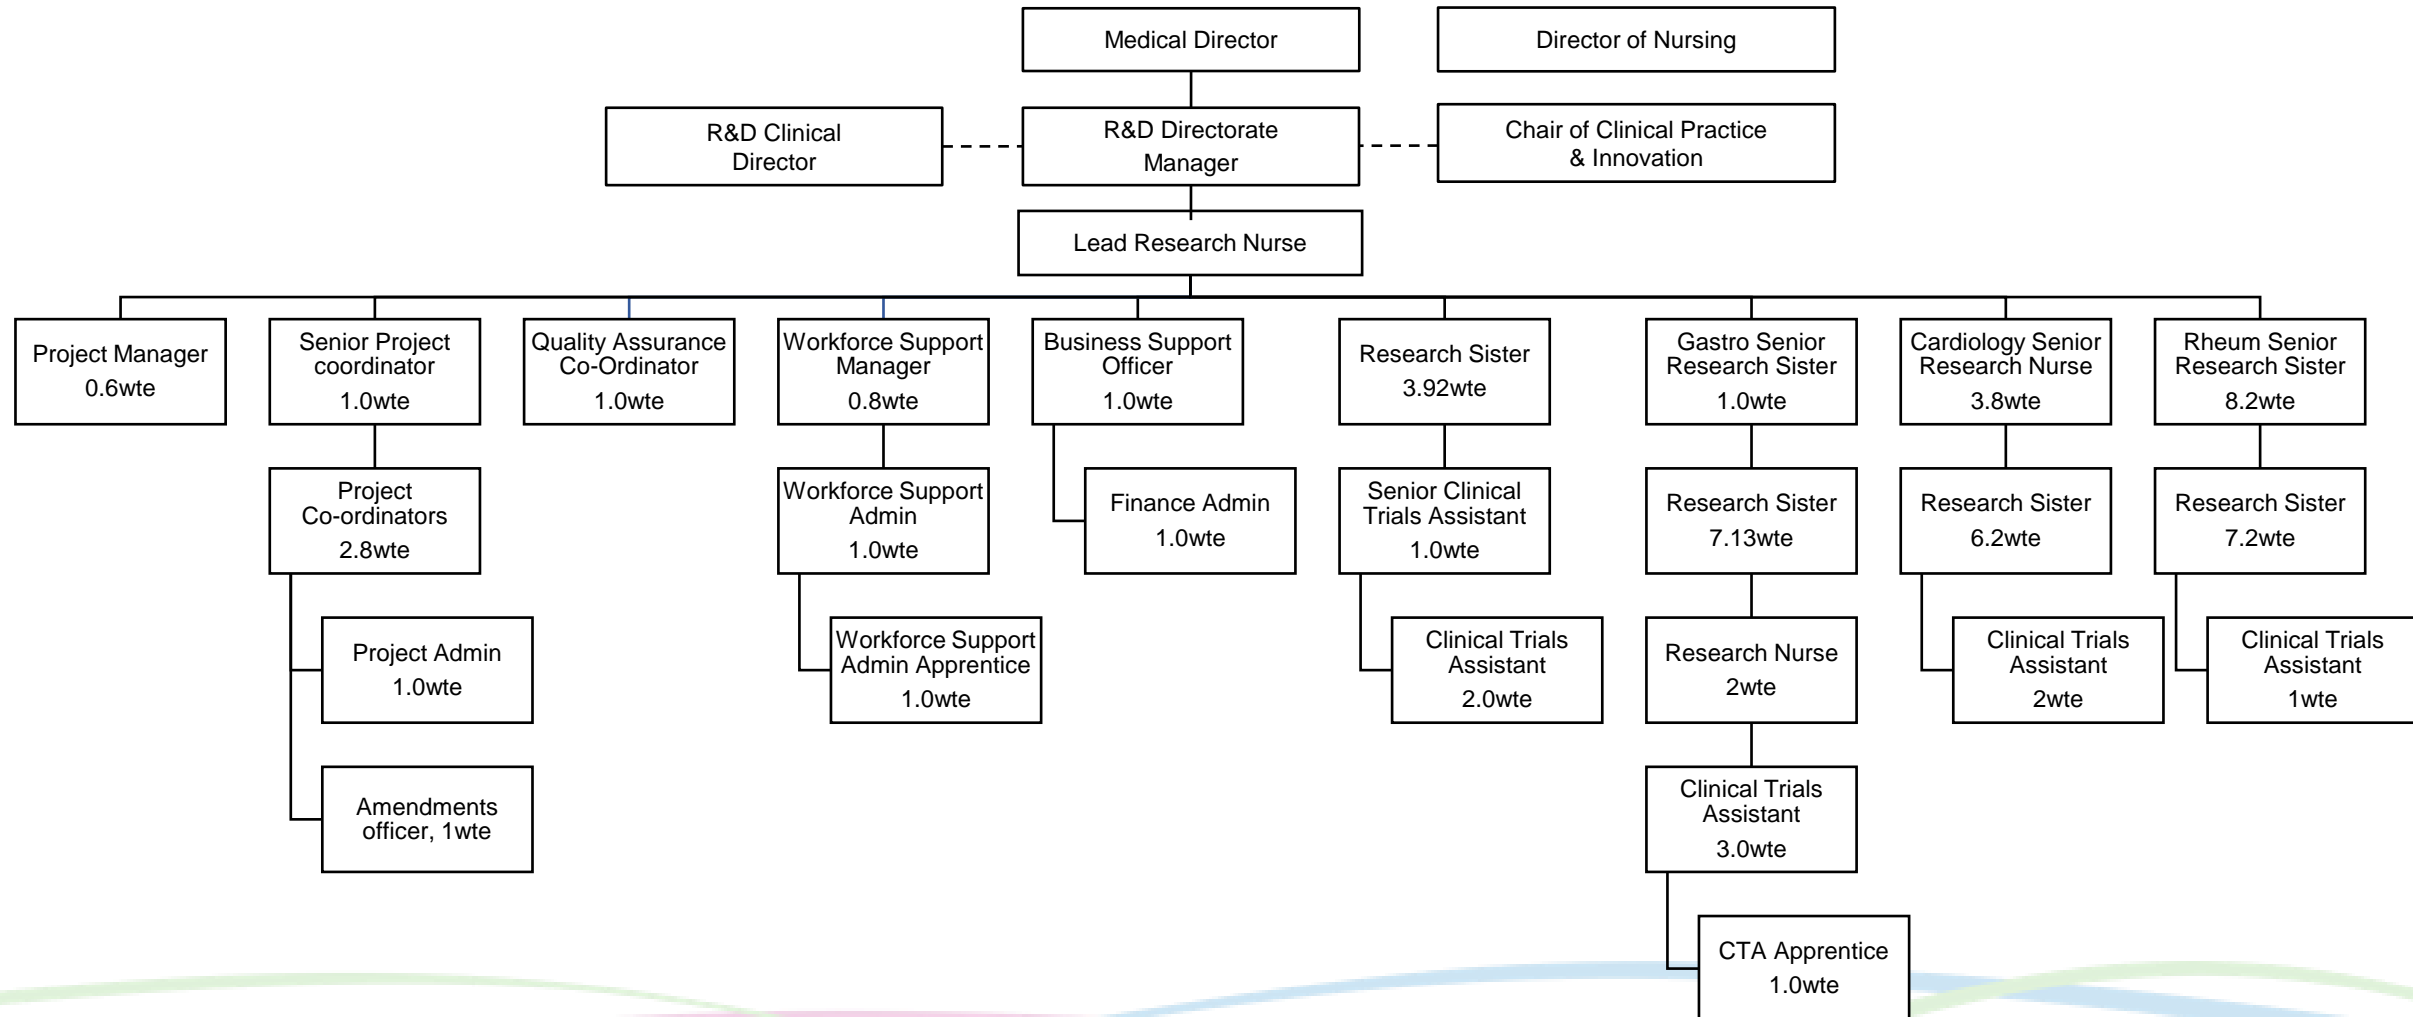 Medical Director
Director of Nursing
R&D Clinical
Director
R&D Directorate
Manager
Chair of Clinical Practice
& Innovation
Lead Research Nurse
Project Manager
0.6wte
Senior Project
coordinator
1.0wte
Quality Assurance
Co-Ordinator
1.0wte
Workforce Support
Manager
0.8wte
Business Support
Officer
1.0wte
Research Sister
3.92wte
Gastro Senior
Research Sister
1.0wte
Cardiology Senior
Research Nurse
3.8wte
Rheum Senior
Research Sister
8.2wte
Project
Co-ordinators
2.8wte
Workforce Support
Admin
1.0wte
Finance Admin
1.0wte
Senior Clinical
Trials Assistant
1.0wte
Research Sister
7.13wte
Research Sister
6.2wte
Research Sister
7.2wte
Project Admin
1.0wte
Workforce Support
Admin Apprentice
1.0wte
Clinical Trials
Assistant
2.0wte
Research Nurse
2wte
Clinical Trials
Assistant
2wte
Clinical Trials
Assistant
1wte
Amendments
officer, 1wte
Clinical Trials
Assistant
3.0wte
CTA Apprentice
1.0wte